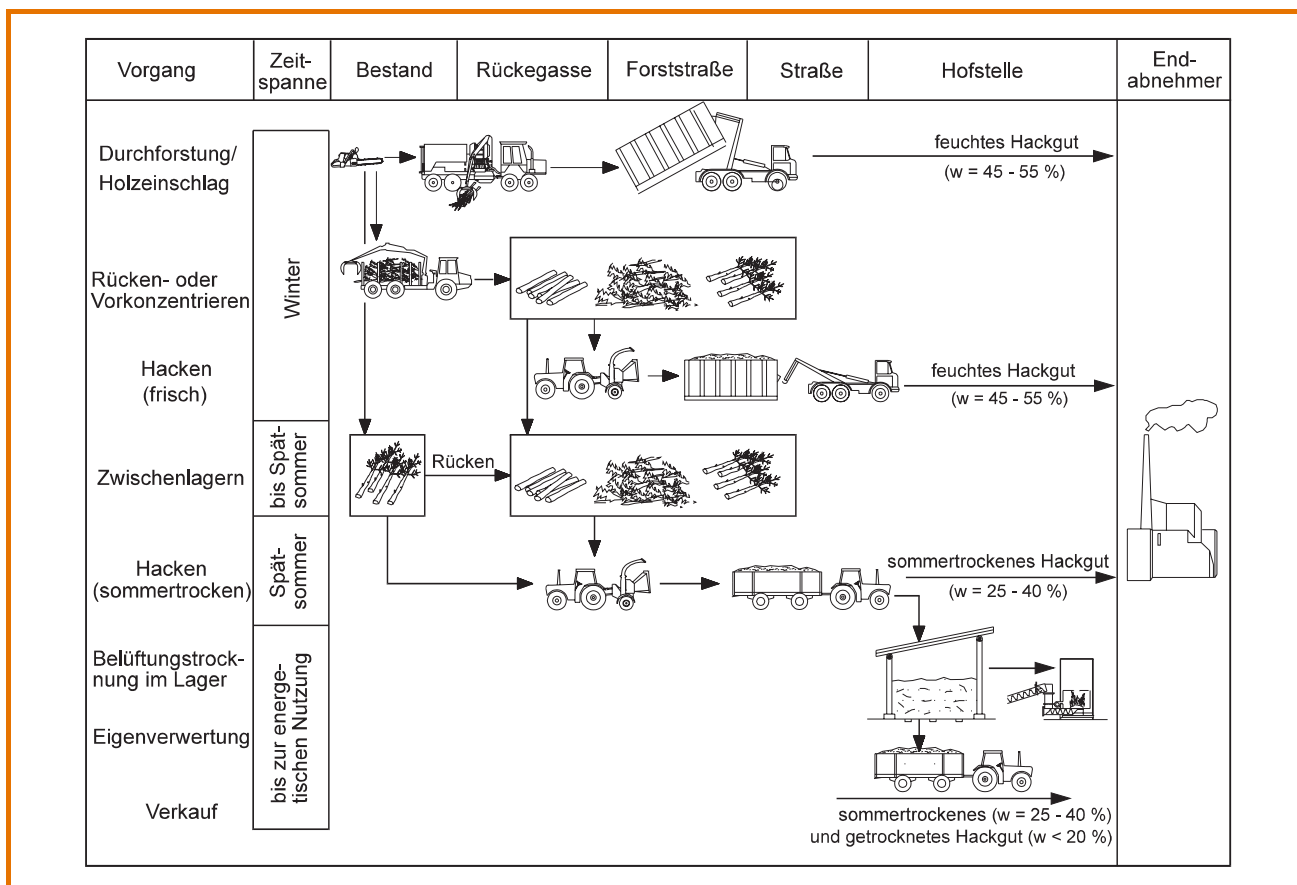 Vorgang
Zeit-
spanne
Bestand
Rückegasse
Forststraße
Straße
Hofstelle
End-
abnehmer
Durchforstung/
Holzeinschlag
feuchtes Hackgut
(w = 45 - 55 %)
Winter
Rücken- oder
Vorkonzentrieren
Hacken
(frisch)
feuchtes Hackgut
(w = 45 - 55 %)
Zwischenlagern
bis Spät-
sommer
Rücken
Hacken
(sommertrocken)
Spät-
sommer
sommertrockenes Hackgut
(w = 25 - 40 %)
Belüftungstrock-
nung im Lager
bis zur energe-
tischen Nutzung
Eigenverwertung
Verkauf
sommertrockenes (w = 25 - 40 %)
und getrocknetes Hackgut (w < 20 %)